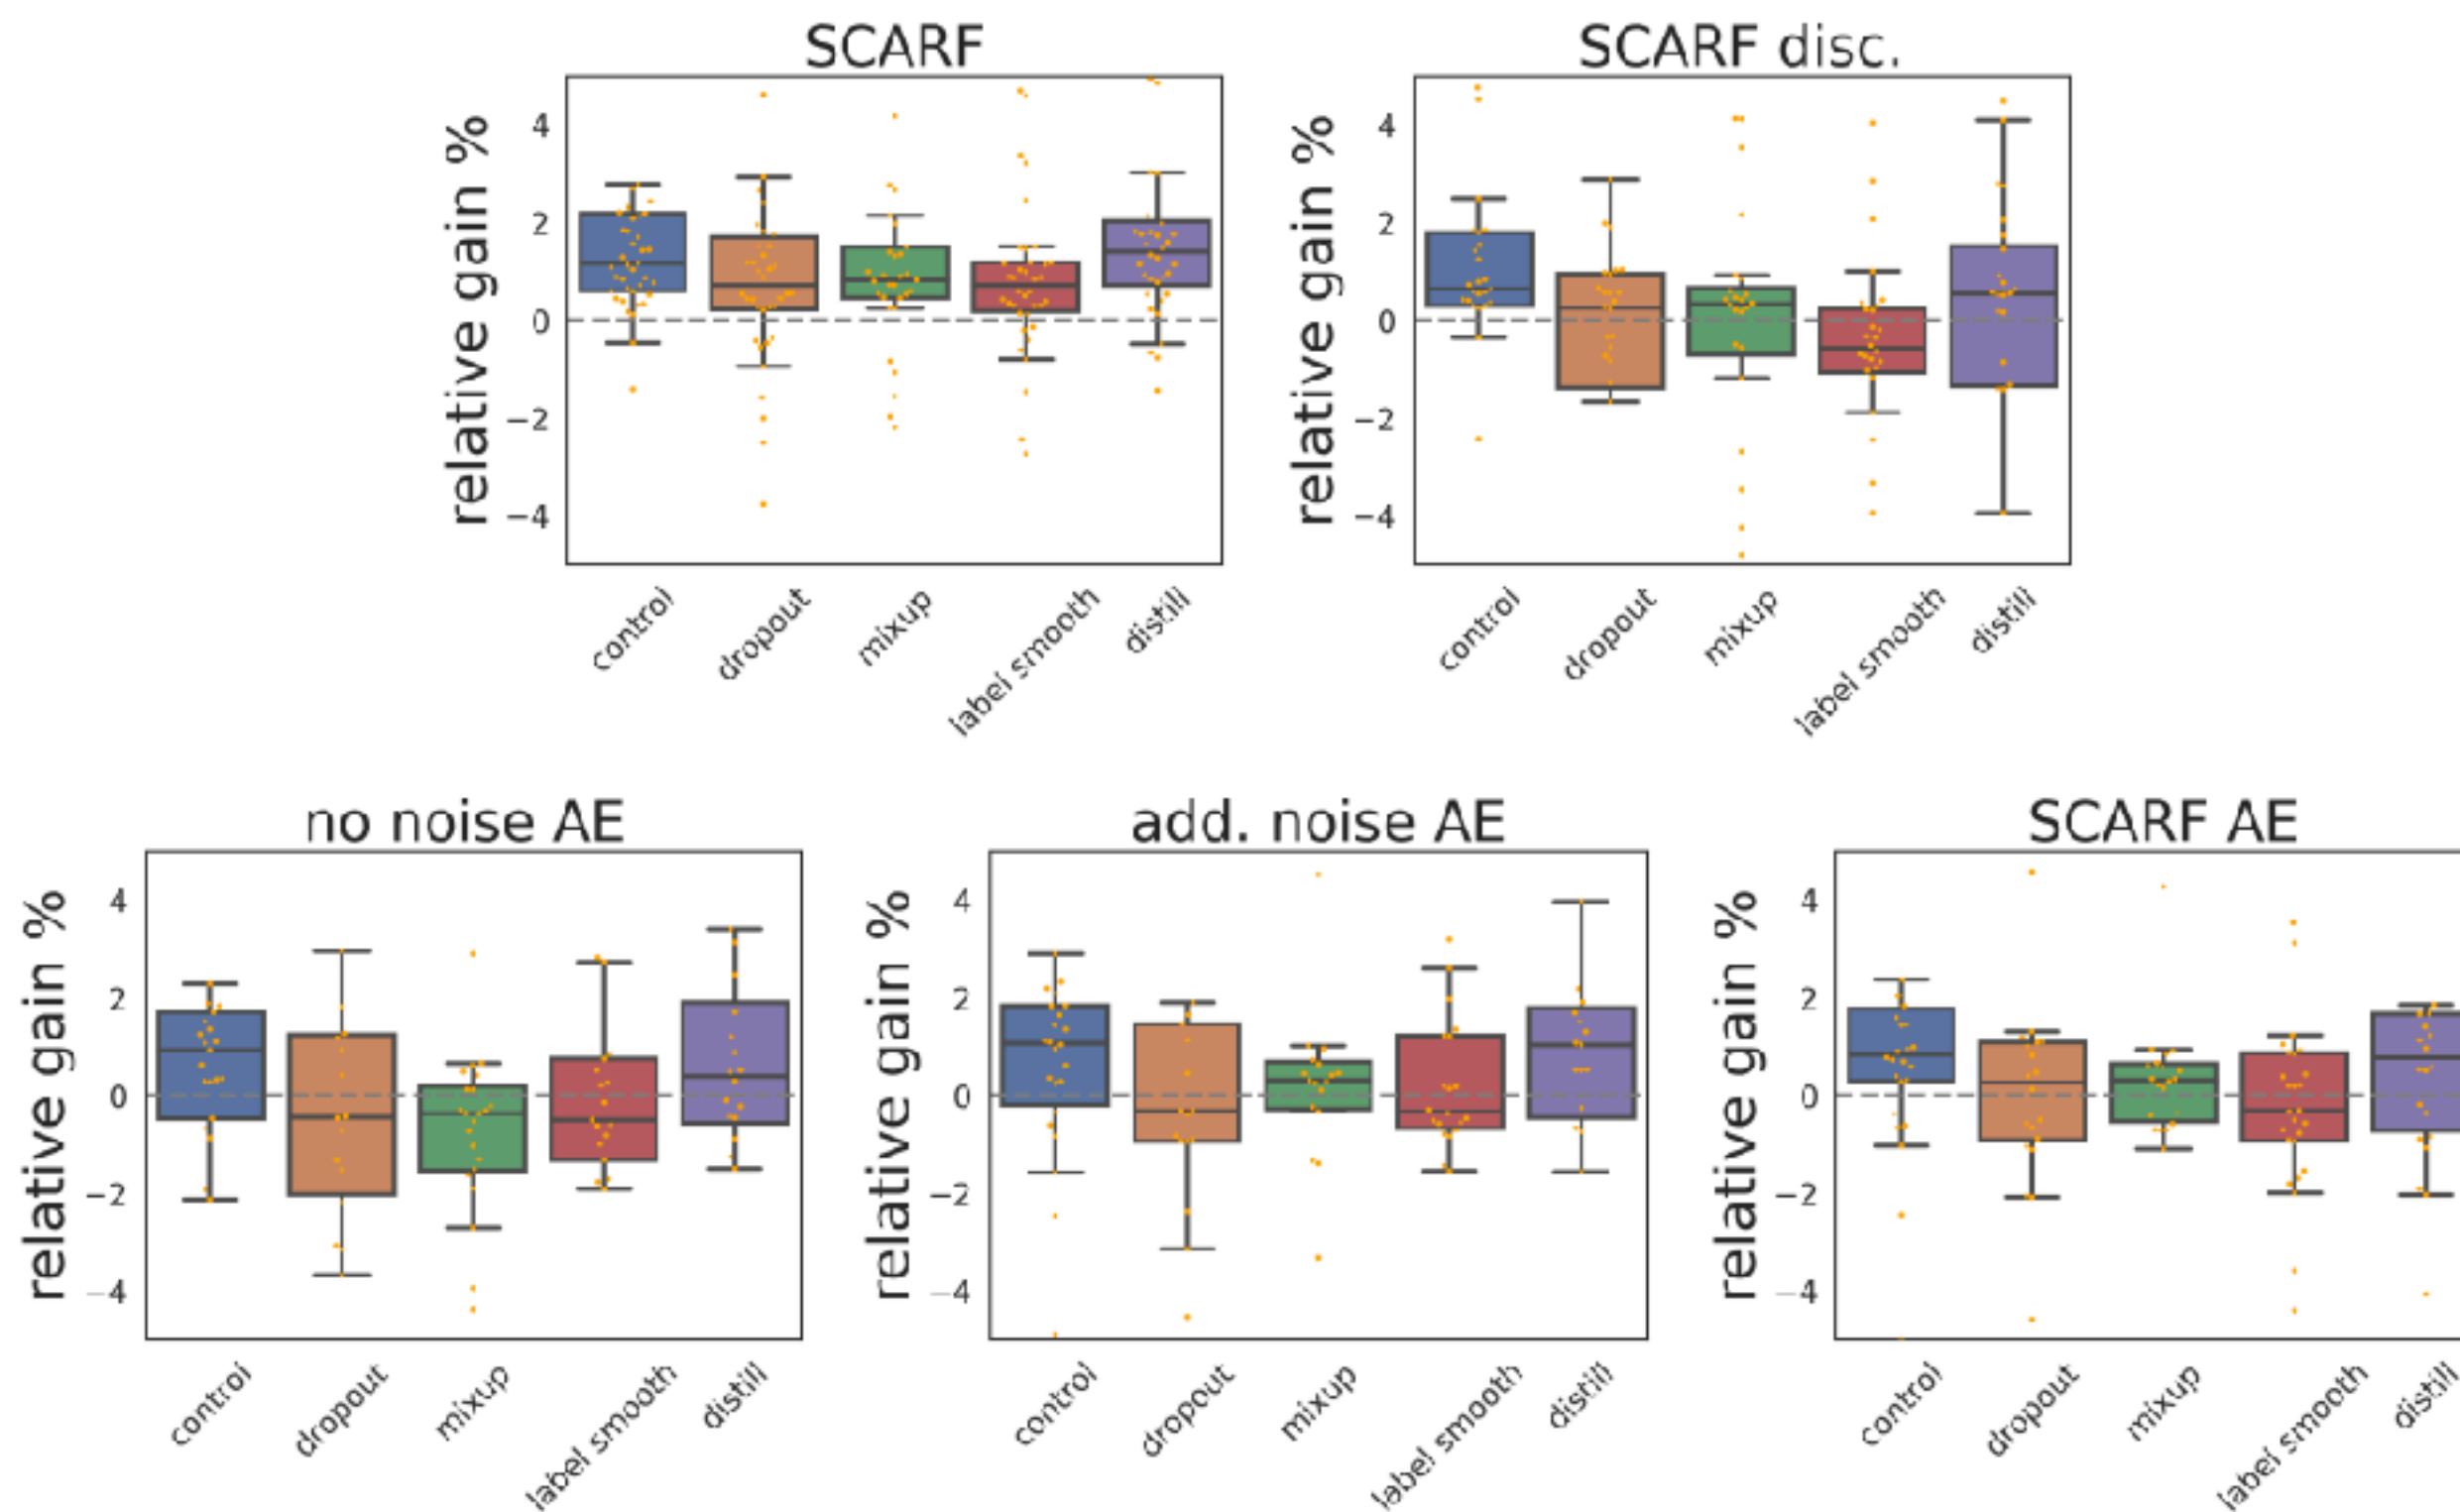 SCARF
SCARF disc.
relative gain %
4
2
0
−2
−4
relative gain %
4
2
0
−2
−4
control
dropout
mixup
label smooth
distill
control
dropout
mixup
label smooth
distill
no noise AE
add. noise AE
SCARF AE
relative gain %
4
2
0
−2
−4
relative gain %
4
2
0
−2
−4
relative gain %
4
2
0
−2
−4
control
dropout
mixup
label smooth
distill
control
dropout
mixup
label smooth
distill
control
dropout
mixup
label smooth
distill